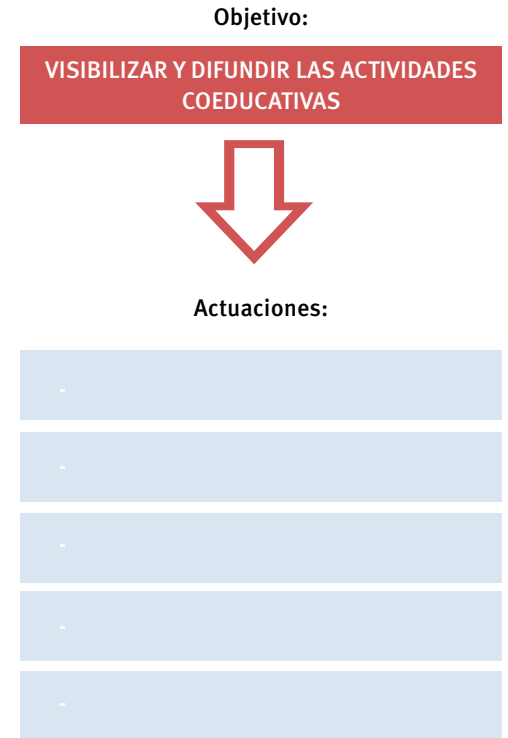 Objetivo:
VISIBILIZAR Y DIFUNDIR LAS ACTIVIDADES
COEDUCATIVAS
Actuaciones:
-
-
-
-
-